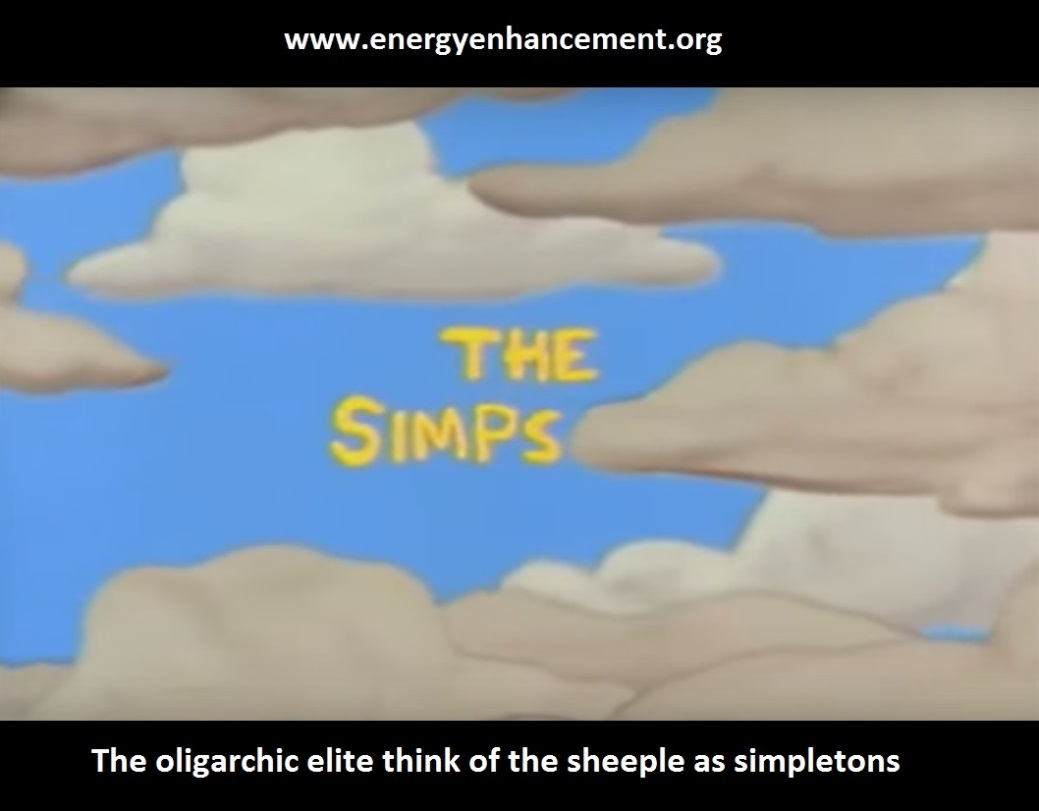 www.energyenhancement.org
THE
SIMPS
The oligarchic elite think of the sheeple as simpletons